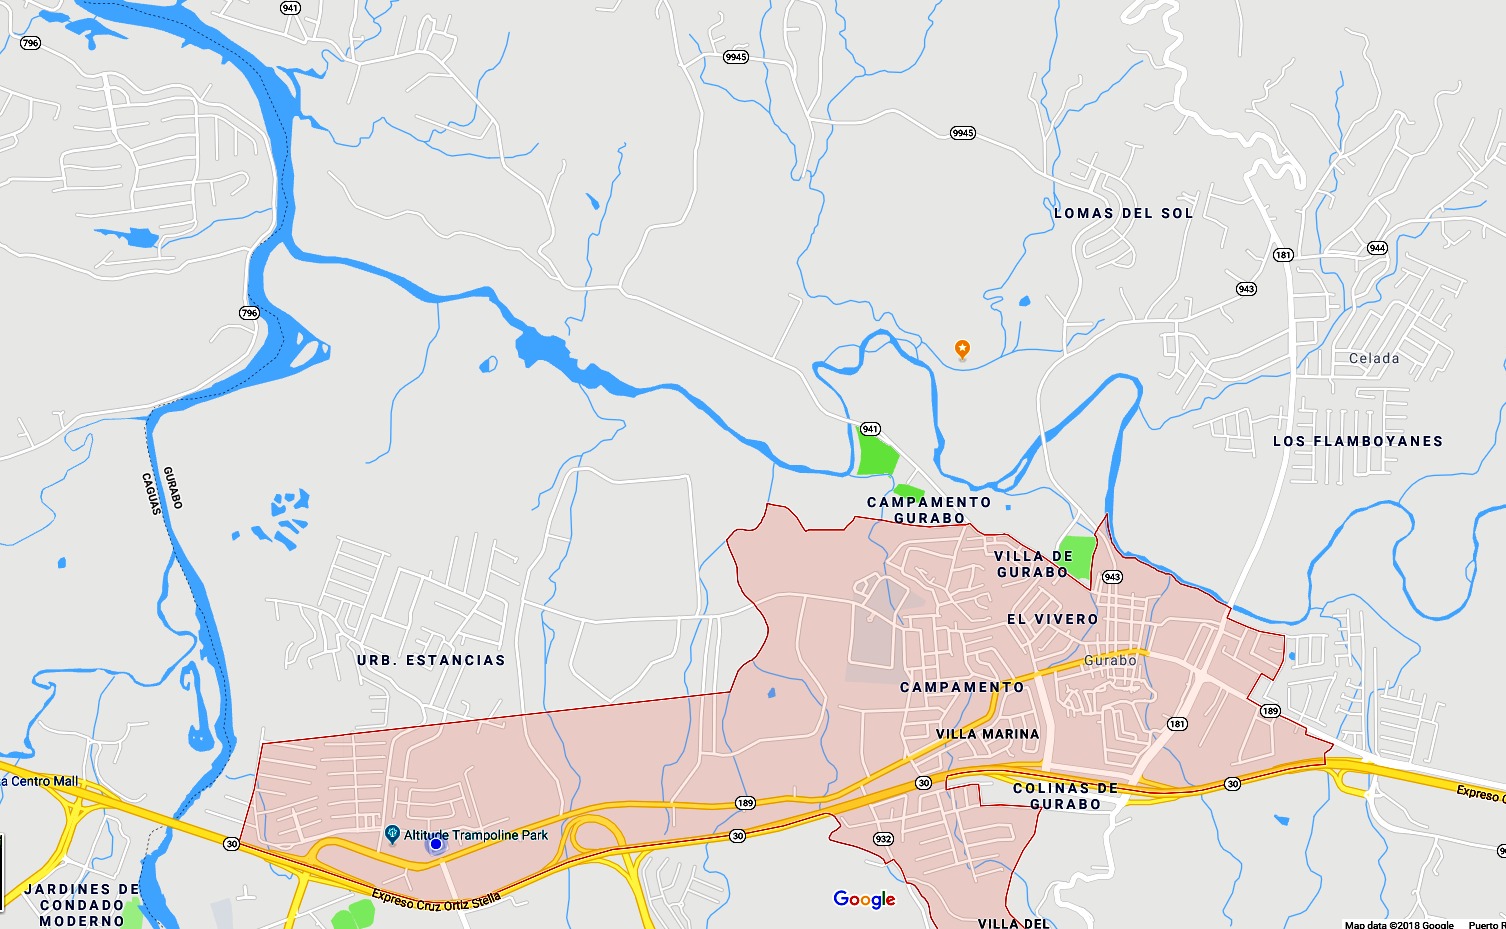 941
796
9945
9945
LOMAS DEL SOL
944
181
943
796
Celada
941
LOS FLAMBOYANES
GURABO
CAGUAS
CAMPAMENTO
GURABO
VILLA DE
GURABO
943
EL VIVERO
URB. ESTANCIAS
Gurabo
CAMPAMENTO
189
181
VILLA MARINA
a Centro Mall
30
30
COLINAS DE
GURABO
Expreso C
189
30
Altitude Trampoline Park
30
932
JARDINES DE
CONDADO
MODERNO
Expreso Cruz Ortiz Stella
Google
VILLA DEL
Map data ©2018 Google
Puerto R